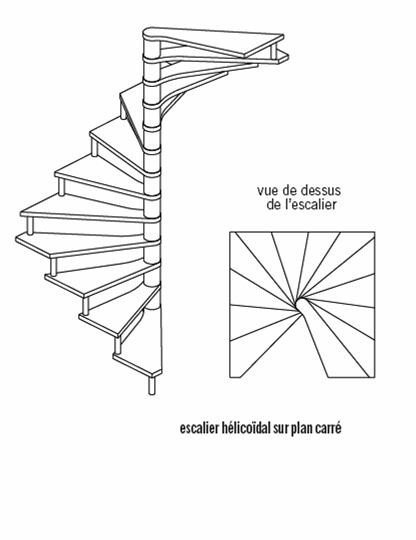 vue de dessus
de l'escalier
escalier hélicoïdal sur plan carré